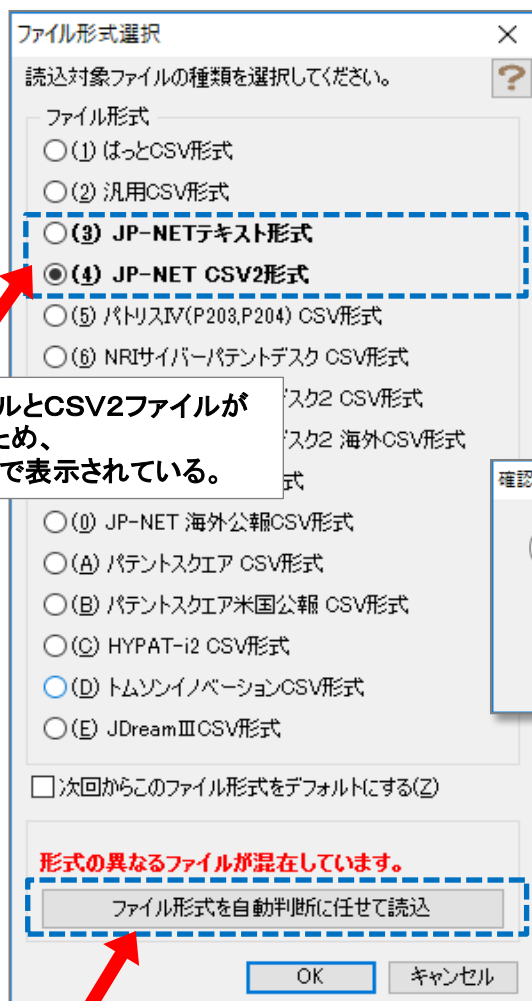 ファイル形式選択
読込対象ファイルの種類を選択してください。
ファイル形式
(1) ぱっとCSV形式
(2) 汎用CSV形式
(3) JP-NETテキスト形式
(4) JP-NET CSV2形式
(5) パトリスⅣ(P203,P204) CSV形式
(6) NRIサイバーパテントデスク CSV形式
スク2 CSV形式
スク2 海外CSV形式
式
ルとCSV2ファイルが
め、
で表示されている。
確認
(0) JP-NET 海外公報CSV形式
(A) パテントスクエア CSV形式
(B) パテントスクエア米国公報 CSV形式
(C) HYPAT-i2 CSV形式
(D) トムソンイノベーションCSV形式
(E) JDreamⅢCSV形式
次回からこのファイル形式をデフォルトにする(Z)
形式の異なるファイルが混在しています。
ファイル形式を自動判断に任せて読込
OK
キャンセル